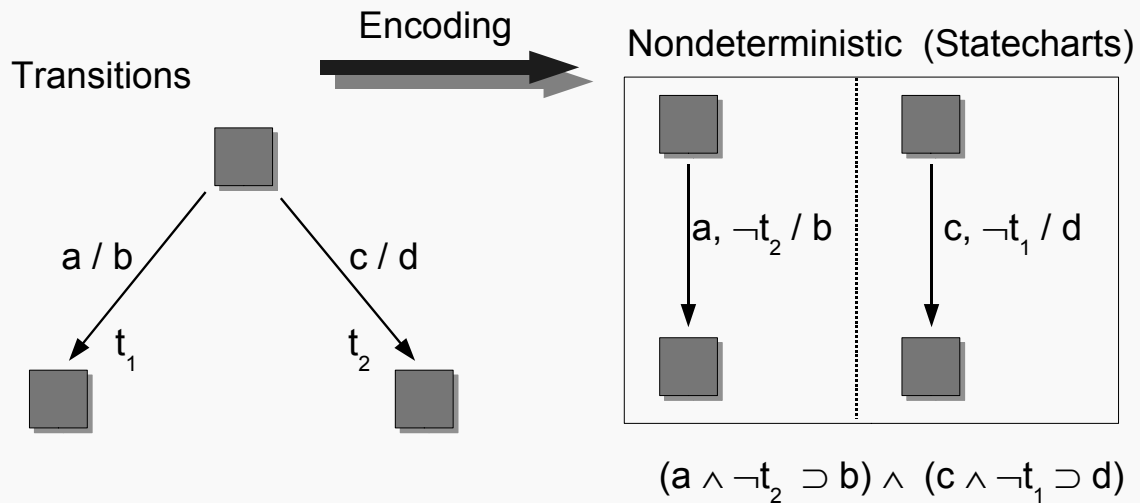 Encoding
Transitions
Nondeterministic (Statecharts)
a / b
c / d
t₁
t₂
a, ¬t₂ / b
c, ¬t₁ / d
(a ∧ ¬t₂ ⊃ b) ∧ (c ∧ ¬t₁ ⊃ d)